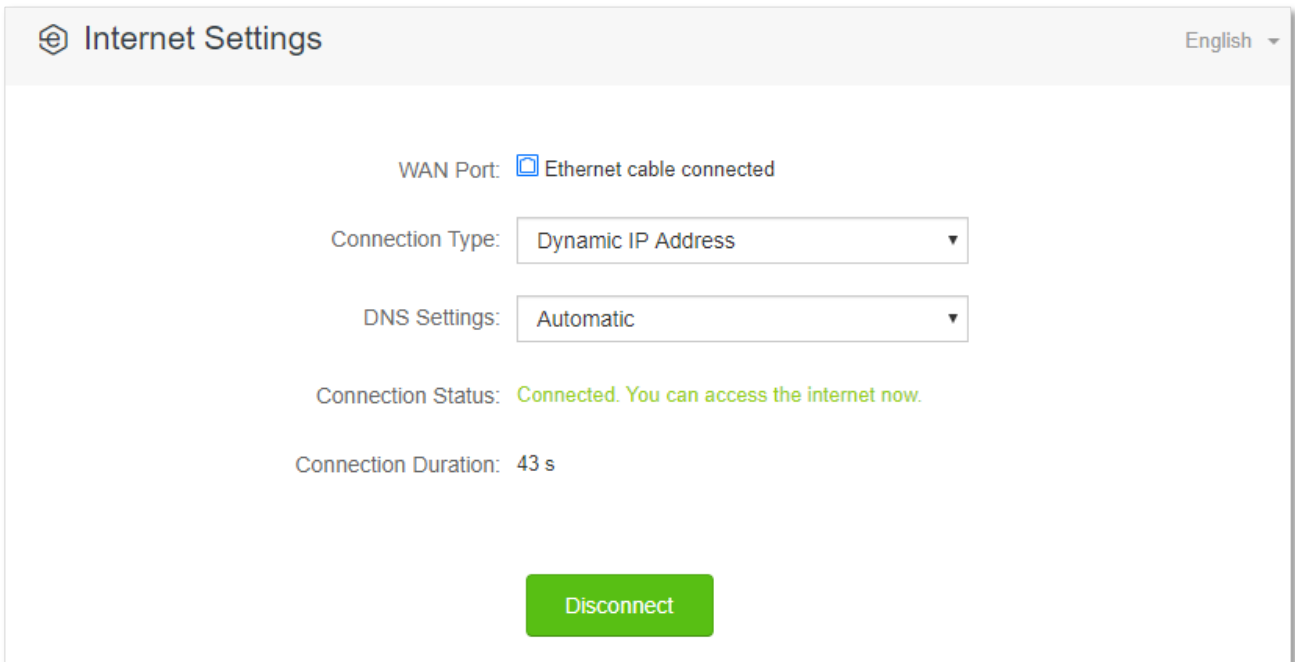 Internet Settings
English
WAN Port: Ethernet cable connected
Connection Type: Dynamic IP Address
DNS Settings: Automatic
Connection Status: Connected. You can access the internet now.
Connection Duration: 43 s
Disconnect